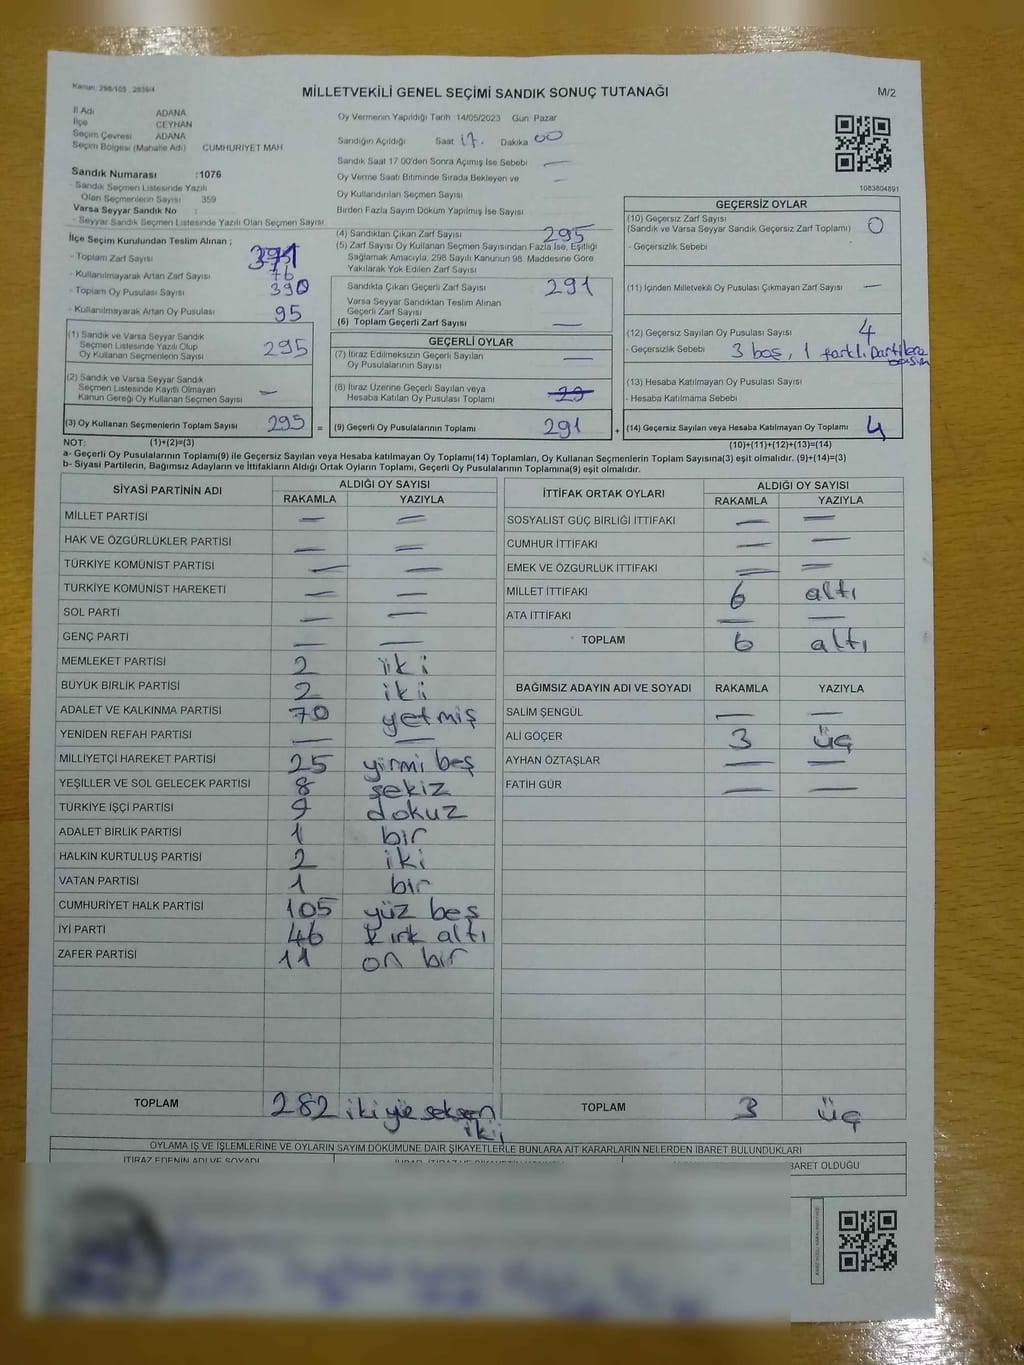 Kanun: 298/105, 2839/4
MİLLETVEKİLİ GENEL SEÇİMİ SANDIK SONUÇ TUTANAĞI
M/2
İl Adı ADANA
İlçe CEYHAN
Seçim Çevresi ADANA
Seçim Bölgesi (Mahalle Adı) CUMHURİYET MAH
Sandık Numarası :1076
- Sandık Seçmen Listesinde Yazılı
Olan Seçmenlerin Sayısı 359
Varsa Seyyar Sandık No :
- Seyyar Sandık Seçmen Listesinde Yazılı Olan Seçmen Sayısı
Oy Vermenin Yapıldığı Tarih 14/05/2023 Gün Pazar
Sandığın Açıldığı Saat 17. Dakika 00
Sandık Saat 17 00'den Sonra Açımış İse Sebebi —
Oy Verme Saati Bitiminde Sırada Bekleyen ve —
Oy Kullandırılan Seçmen Sayısı
Birden Fazla Sayım Döküm Yapılmış İse Sayısı
1083804891
İlçe Seçim Kurulundan Teslim Alınan ;
- Toplam Zarf Sayısı
- Kullanılmayarak Artan Zarf Sayısı 76
- Toplam Oy Pusulası Sayısı 390
- Kullanılmayarak Artan Oy Pusulası 95
(1) Sandık ve Varsa Seyyar Sandık
Seçmen Listesinde Yazılı Olup
Oy Kullanan Seçmenlerin Sayısı 295
(2) Sandık ve Varsa Seyyar Sandık
Seçmen Listesinde Kayıtlı Olmayan
Kanun Gereği Oy Kullanan Seçmen Sayısı —
(3) Oy Kullanan Seçmenlerin Toplam Sayısı 295 =
(4) Sandıktan Çıkan Zarf Sayısı 295
(5) Zarf Sayısı Oy Kullanan Seçmen Sayısından Fazla İse, Eşitliği
Sağlamak Amacıyla, 298 Sayılı Kanunun 98. Maddesine Göre
Yakılarak Yok Edilen Zarf Sayısı
Sandıkta Çıkan Geçerli Zarf Sayısı 291
Varsa Seyyar Sandıktan Teslim Alınan
Geçerli Zarf Sayısı
(6) Toplam Geçerli Zarf Sayısı —
GEÇERLİ OYLAR
(7) İtiraz Edilmeksizin Geçerli Sayılan
Oy Pusulalarının Sayısı —
(8) İtiraz Üzerine Geçerli Sayılan veya
Hesaba Katılan Oy Pusulası Toplamı
(9) Geçerli Oy Pusulalarının Toplamı 291 +
GEÇERSİZ OYLAR
(10) Geçersiz Zarf Sayısı
(Sandık ve Varsa Seyyar Sandık Geçersiz Zarf Toplamı) 0
- Geçersizlik Sebebi
(11) İçinden Milletvekili Oy Pusulası Çıkmayan Zarf Sayısı —
(12) Geçersiz Sayılan Oy Pusulası Sayısı 4
- Geçersizlik Sebebi 3 boş, 1 farklı partilere
(13) Hesaba Katılmayan Oy Pusulası Sayısı
- Hesaba Katılmama Sebebi
(14) Geçersiz Sayılan veya Hesaba Katılmayan Oy Toplamı 4
NOT: (1)+(2)=(3)
(10)+(11)+(12)+(13)=(14)
a- Geçerli Oy Pusulalarının Toplamı(9) ile Geçersiz Sayılan veya Hesaba Katılmayan Oy Toplamı(14) Toplamları, Oy Kullanan Seçmenlerin Toplam Sayısına(3) eşit olmalıdır. (9)+(14)=(3)
b- Siyasi Partilerin, Bağımsız Adayların ve İttifakların Aldığı Ortak Oyların Toplamı, Geçerli Oy Pusulalarının Toplamına(9) eşit olmalıdır.
SİYASİ PARTİNİN ADI ALDIĞI OY SAYISI
RAKAMLA YAZIYLA
MİLLET PARTİSİ — —
HAK VE ÖZGÜRLÜKLER PARTİSİ — —
TÜRKİYE KOMÜNİST PARTİSİ — —
TÜRKİYE KOMÜNİST HAREKETİ — —
SOL PARTİ — —
GENÇ PARTİ — —
MEMLEKET PARTİSİ 2 iki
BÜYÜK BİRLİK PARTİSİ 2 iki
ADALET VE KALKINMA PARTİSİ 70 yetmiş
YENİDEN REFAH PARTİSİ — —
MİLLİYETÇİ HAREKET PARTİSİ 25 yirmi beş
YEŞİLLER VE SOL GELECEK PARTİSİ 8 sekiz
TÜRKİYE İŞÇİ PARTİSİ 9 dokuz
ADALET BİRLİK PARTİSİ 1 bir
HALKIN KURTULUŞ PARTİSİ 2 iki
VATAN PARTİSİ 1 bir
CUMHURİYET HALK PARTİSİ 105 yüz beş
İYİ PARTİ 46 kırk altı
ZAFER PARTİSİ 11 on bir
TOPLAM 282 iki yüz seksen
iki
İTTİFAK ORTAK OYLARI ALDIĞI OY SAYISI
RAKAMLA YAZIYLA
SOSYALİST GÜÇ BİRLİĞİ İTTİFAKI — —
CUMHUR İTTİFAKI — —
EMEK VE ÖZGÜRLÜK İTTİFAKI — —
MİLLET İTTİFAKI 6 altı
ATA İTTİFAKI — —
TOPLAM 6 altı
BAĞIMSIZ ADAYIN ADI VE SOYADI RAKAMLA YAZIYLA
SALİM ŞENGÜL — —
ALİ GÖÇER 3 üç
AYHAN ÖZTAŞLAR — —
FATİH GÜR — —
TOPLAM 3 üç
OYLAMA İŞ VE İŞLEMLERİNE VE OYLARIN SAYIM DÖKÜMÜNE DAİR ŞİKAYETLERLE BUNLARA AİT KARARLARIN NELERDEN İBARET BULUNDUKLARI
İTİRAZ EDENİN ADI VE SOYADI
BARET OLDUĞU